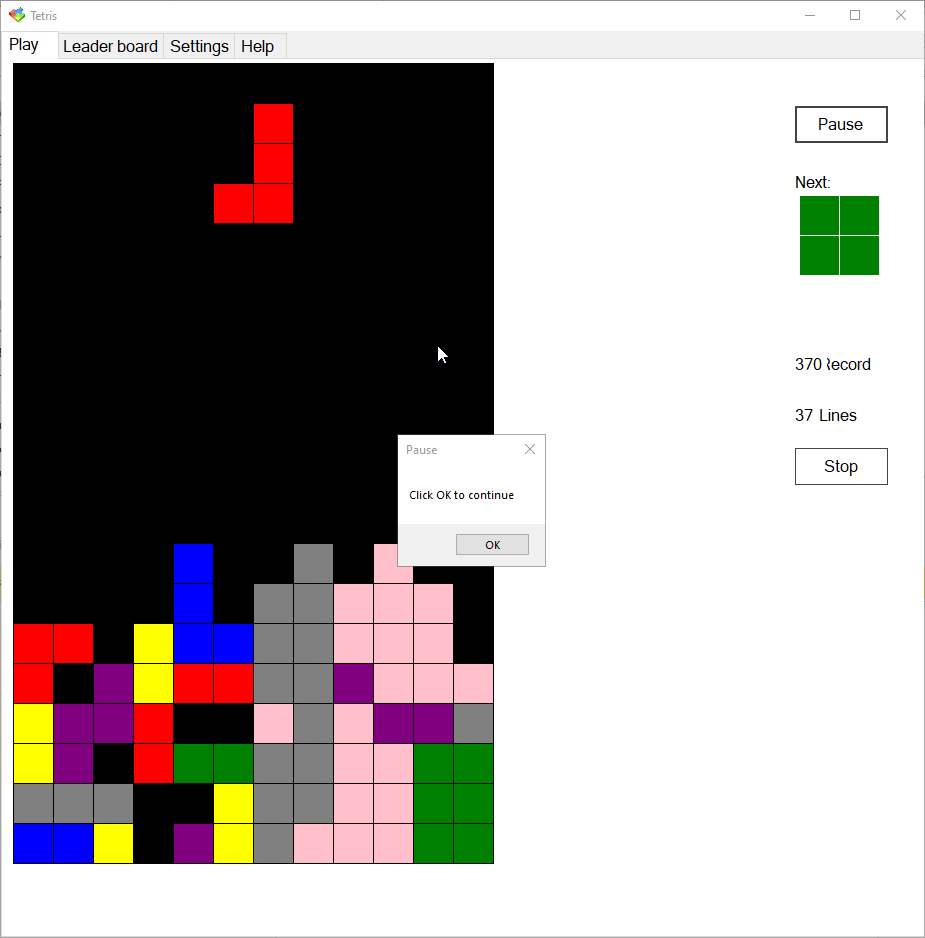 Tetris
Play Leader board Settings Help
Pause
Next:
370 Record
37 Lines
Stop
Pause
Click OK to continue
OK